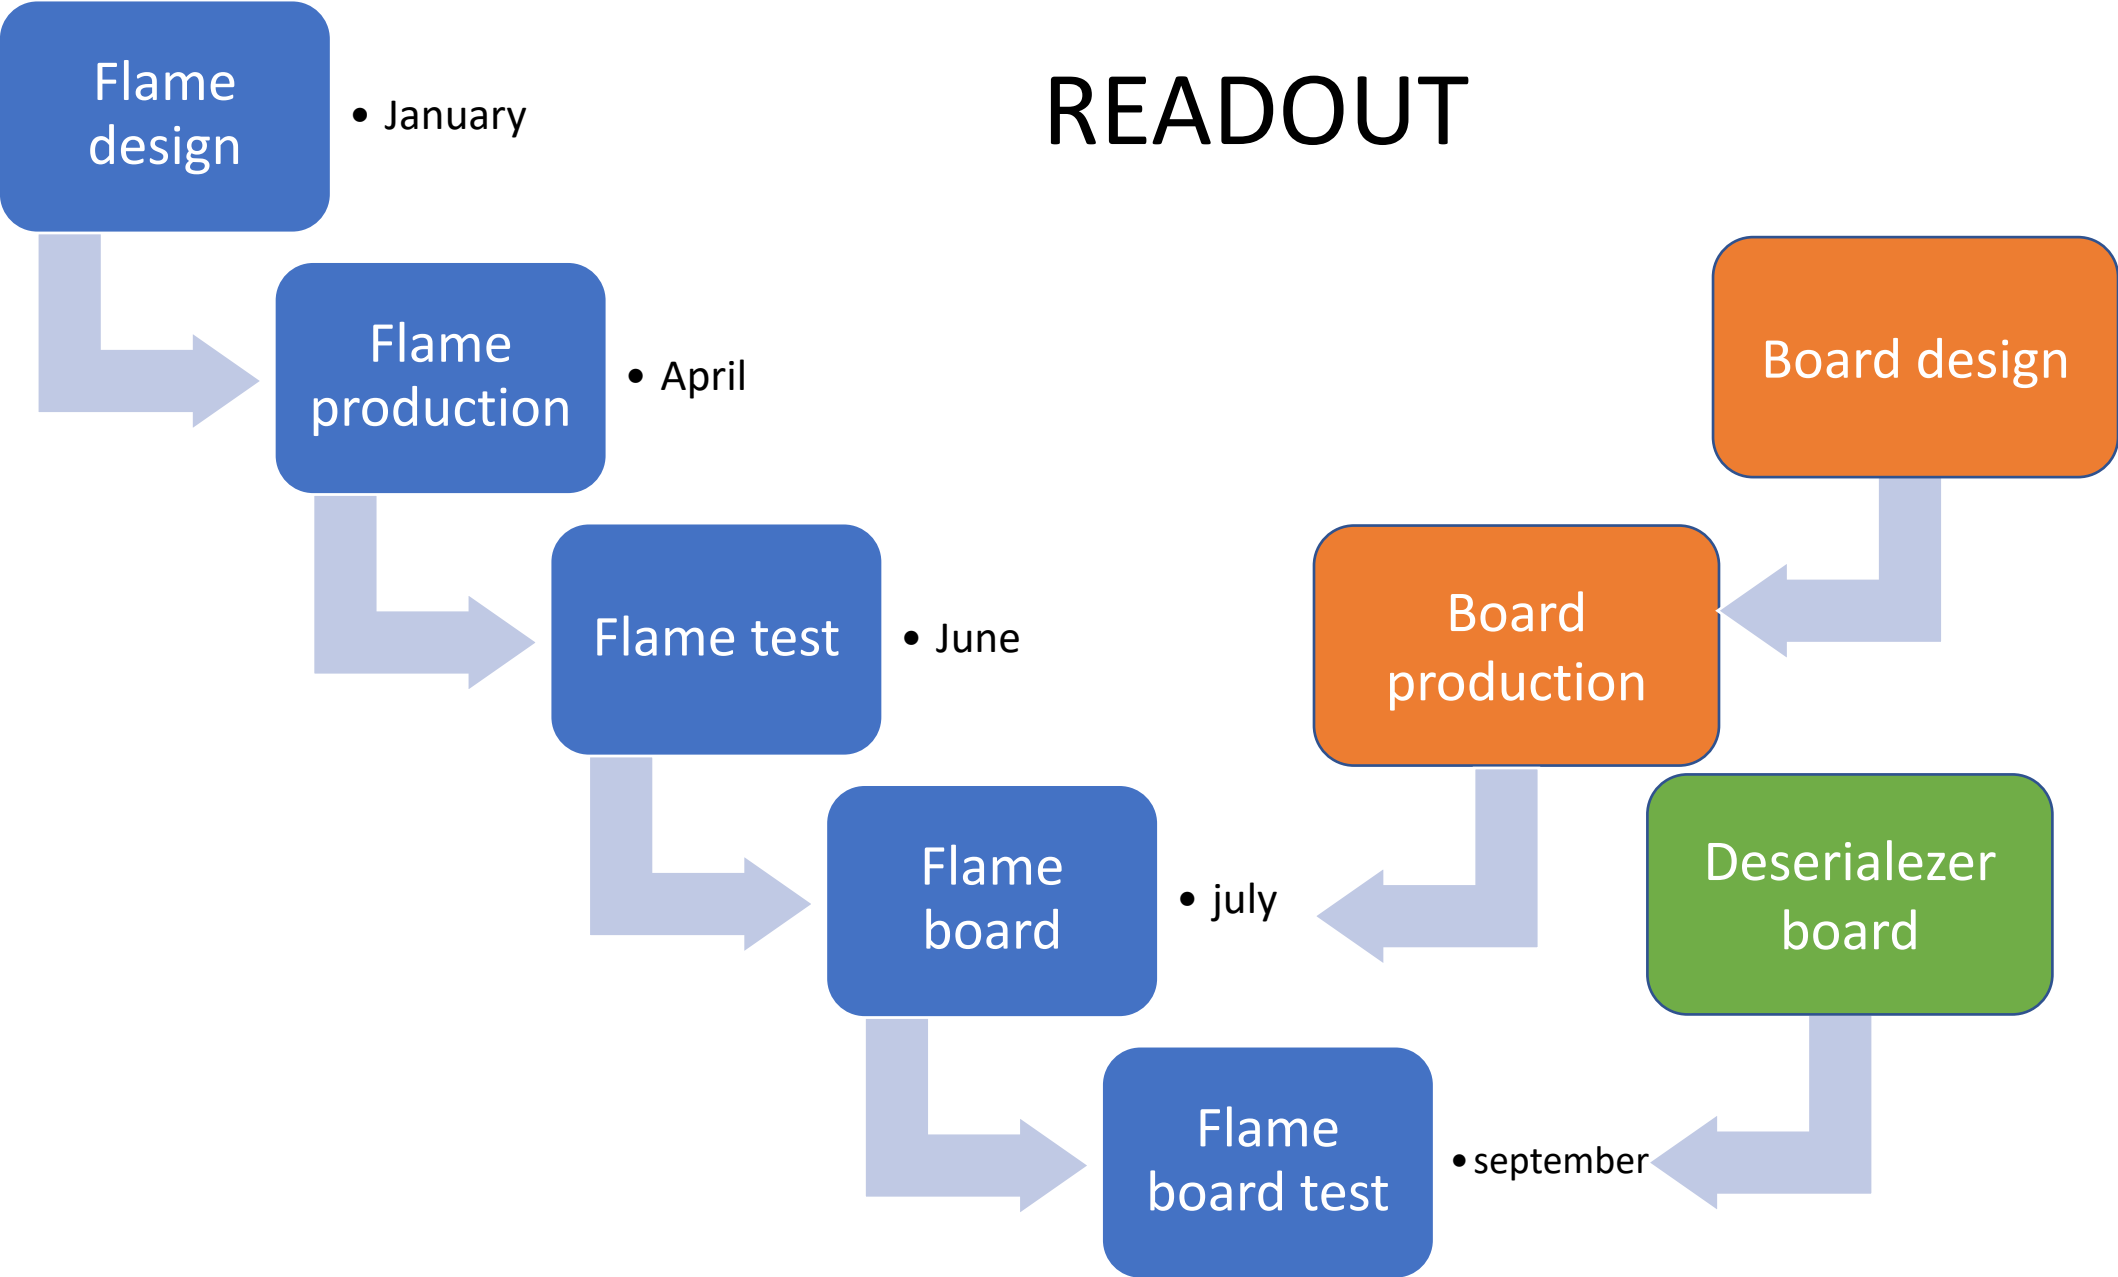 READOUT
Flame
design
• January
Flame
production
• April
Board design
Flame test
• June
Board
production
Flame
board
• july
Deserialezer
board
Flame
board test
• september